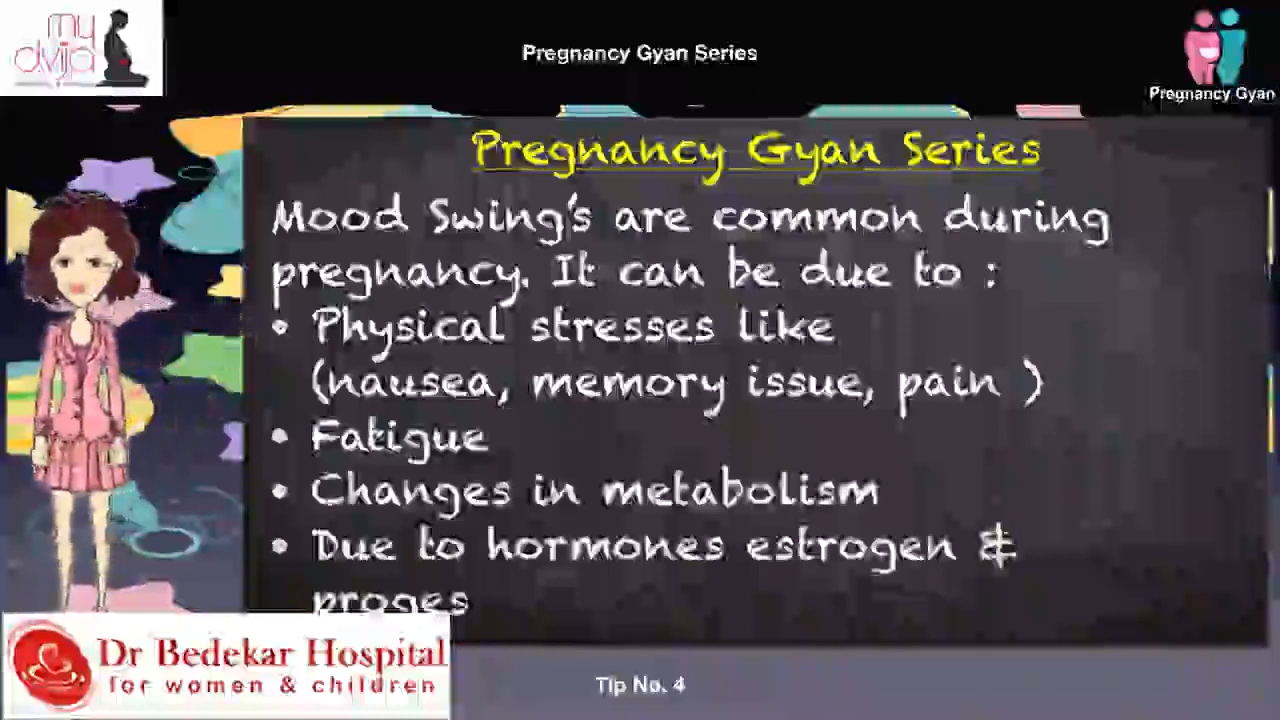 my
dvija
Pregnancy Gyan Series
Pregnancy Gyan
Pregnancy Gyan Series
Mood Swing's are common during
pregnancy. It can be due to :
• Physical stresses like
(nausea, memory issue, pain )
• Fatigue
• Changes in metabolism
• Due to hormones estrogen &
proges
Dr Bedekar Hospital
for women & children
Tip No. 4